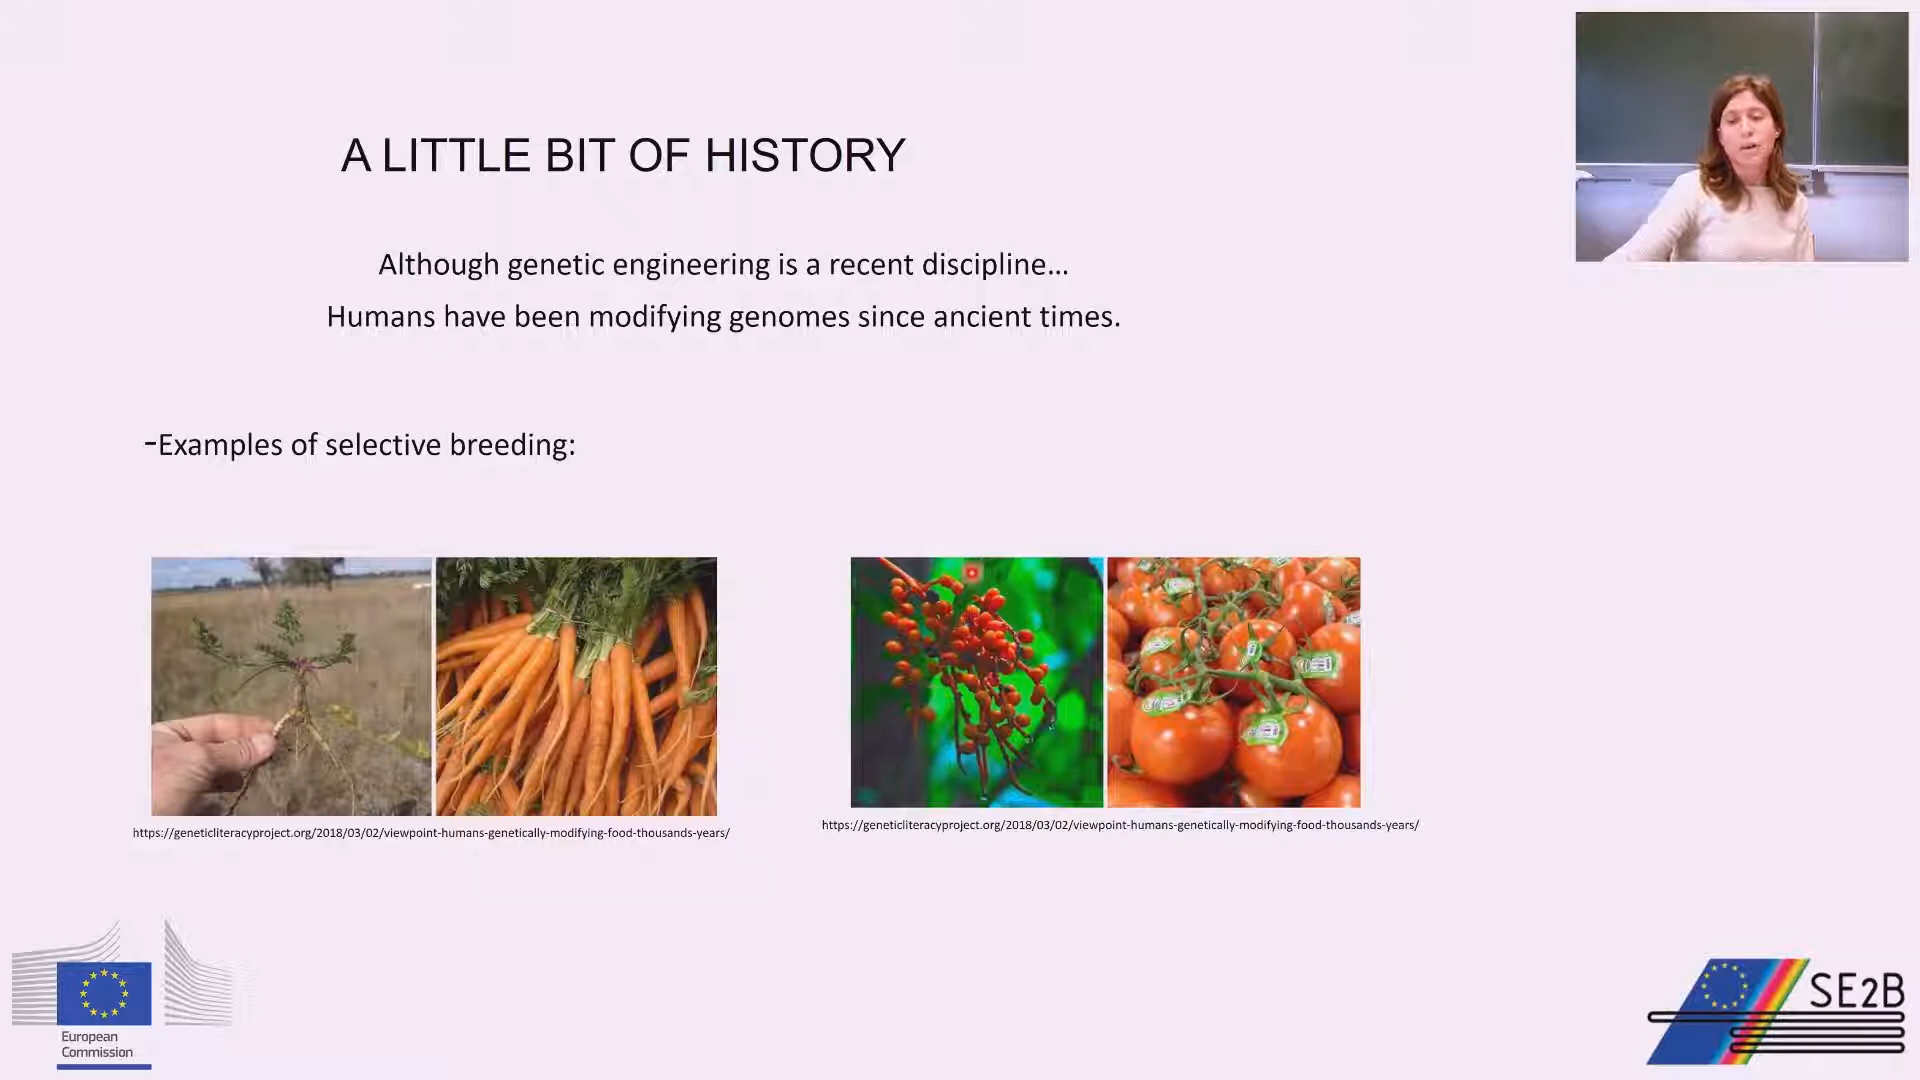 A LITTLE BIT OF HISTORY
Although genetic engineering is a recent discipline...
Humans have been modifying genomes since ancient times.
-Examples of selective breeding:
https://geneticliteracyproject.org/2018/03/02/viewpoint-humans-genetically-modifying-food-thousands-years/
https://geneticliteracyproject.org/2018/03/02/viewpoint-humans-genetically-modifying-food-thousands-years/
European
Commission
SE2B